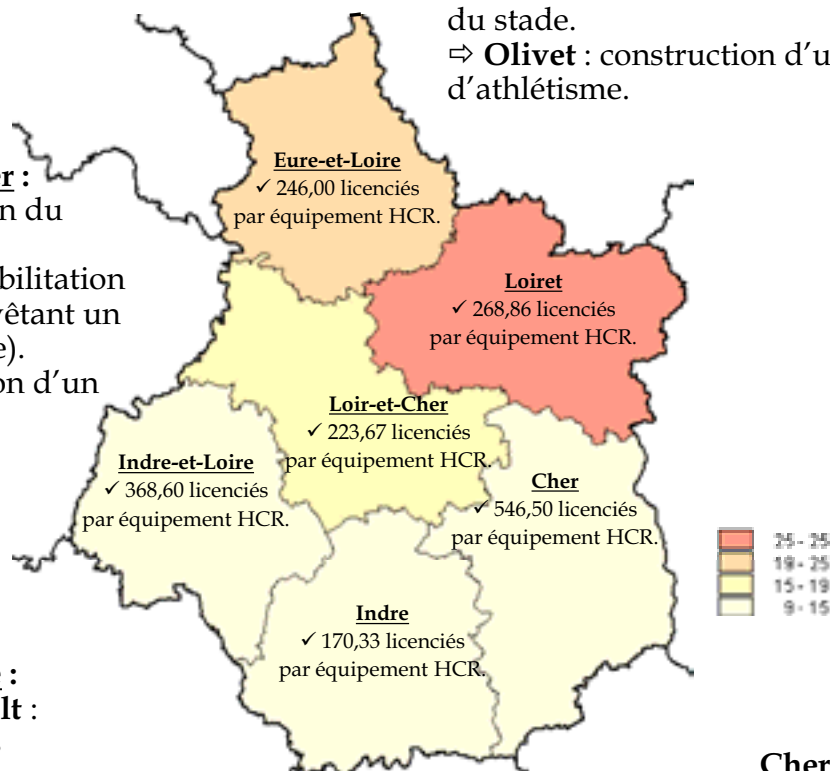 du stade.
⇨ Olivet : construction d'u
d'athlétisme.
Eure-et-Loire
✓ 246,00 licenciés
par équipement HCR.
r :
n du
bilitation
vêtant un
e).
on d'un
Loiret
✓ 268,86 licenciés
par équipement HCR.
Loir-et-Cher
✓ 223,67 licenciés
par équipement HCR.
Indre-et-Loire
✓ 368,60 licenciés
par équipement HCR.
Cher
✓ 546,50 licenciés
par équipement HCR.
25 - 25
19 - 25
15 - 19
9 - 15
Indre
✓ 170,33 licenciés
par équipement HCR.
:
lt :
Cher